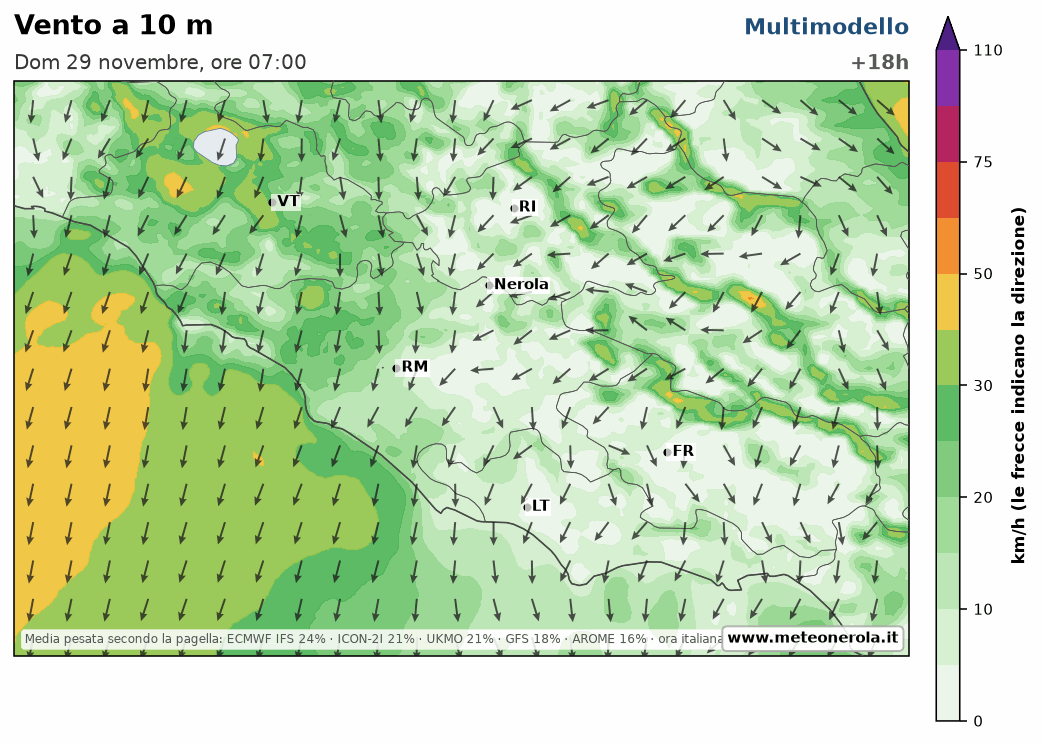 Vento a 10 m
Multimodello
Dom 29 novembre, ore 07:00
+18h
VT
RI
Nerola
RM
FR
LT
Media pesata secondo la pagella: ECMWF IFS 24% · ICON-2I 21% · UKMO 21% · GFS 18% · AROME 16% · ora italiana
www.meteonerola.it
110
75
50
30
20
10
0
km/h (le frecce indicano la direzione)